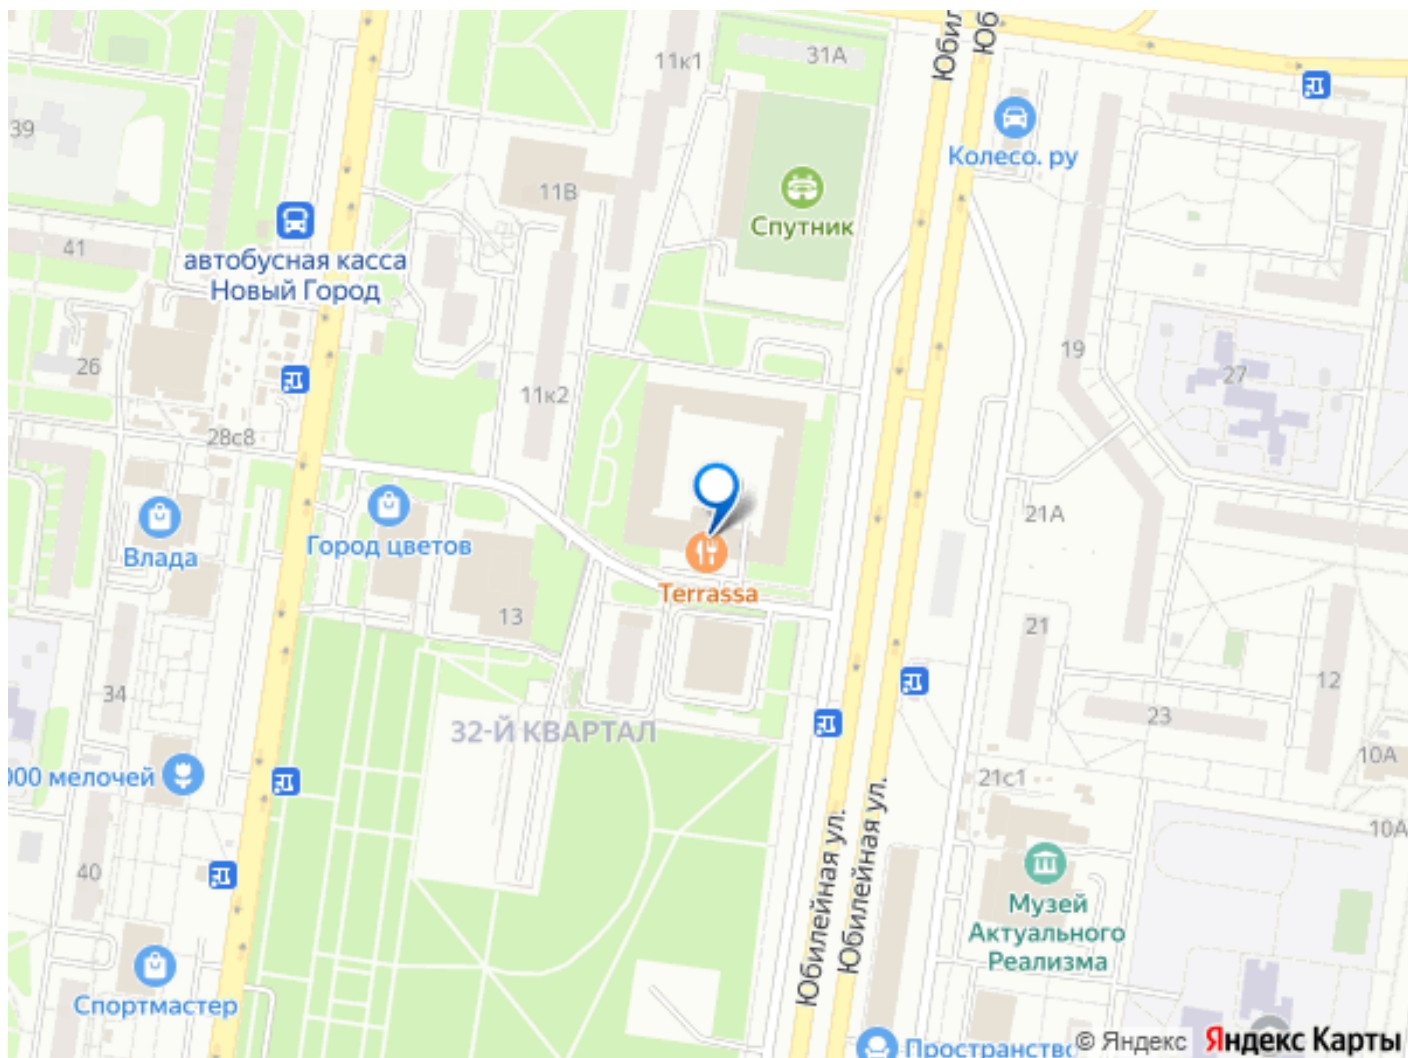 Юбил
Юб
31А
11к1
39
Колесо. ру
11В
Спутник
41
автобусная касса
Новый Город
19
26
27
11к2
28с8
21А
Влада
Город цветов
Terrassa
13
21
34
12
23
32-Й КВАРТАЛ
10А
21с1
000 мелочей
10А
Юбилейная ул.
Юбилейная ул.
40
Музей
Актуального
Реализма
Спортмастер
Пространство
© Яндекс
Яндекс Карты